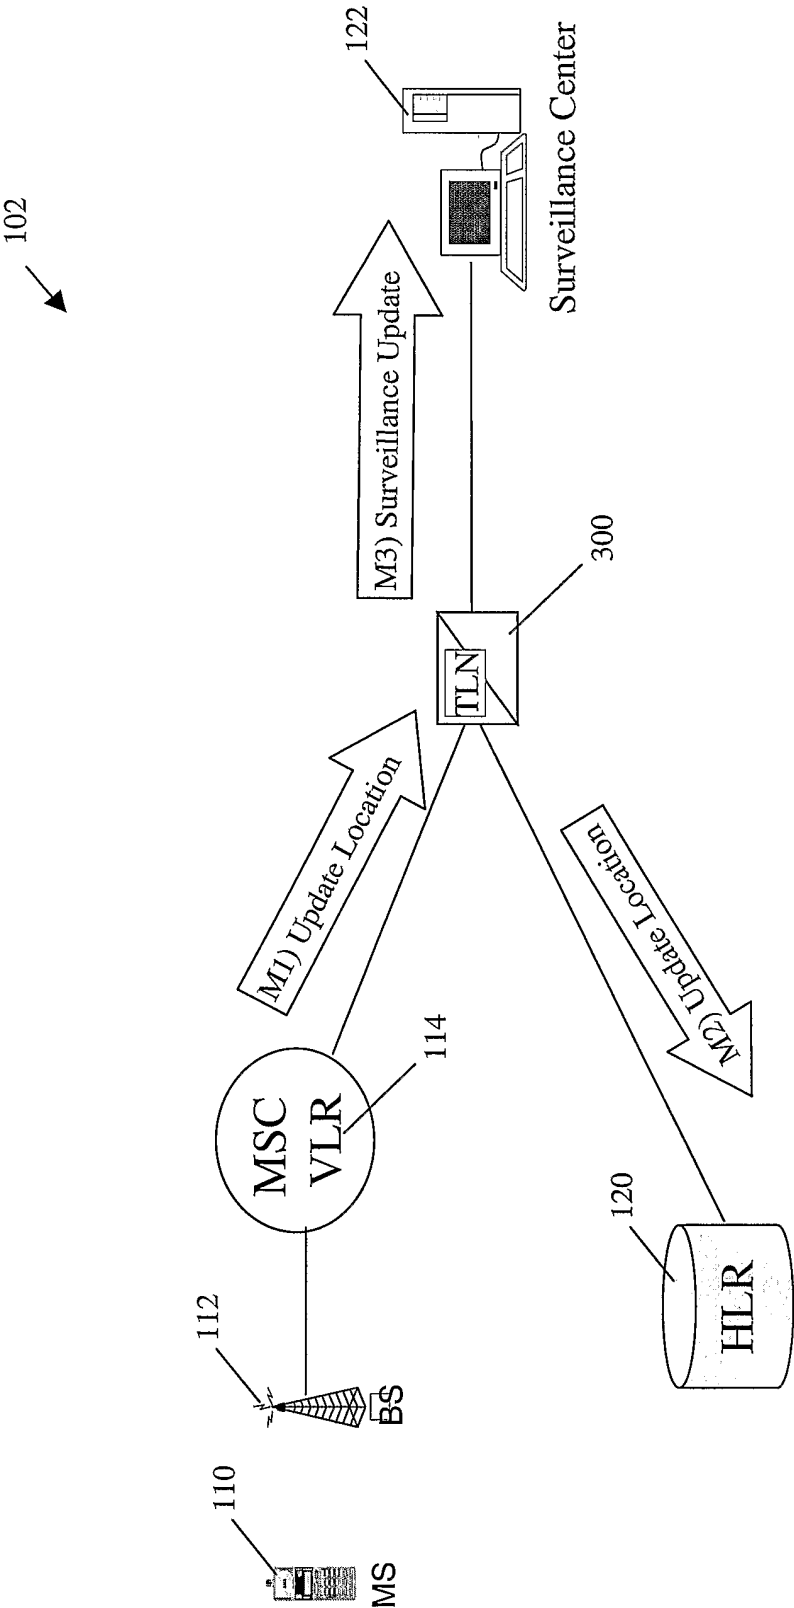 102
122
Surveillance Center
M3) Surveillance Update
300
TLN
M1) Update Location
M2) Update Location
114
MSC
VLR
120
HLR
112
BS
110
MS